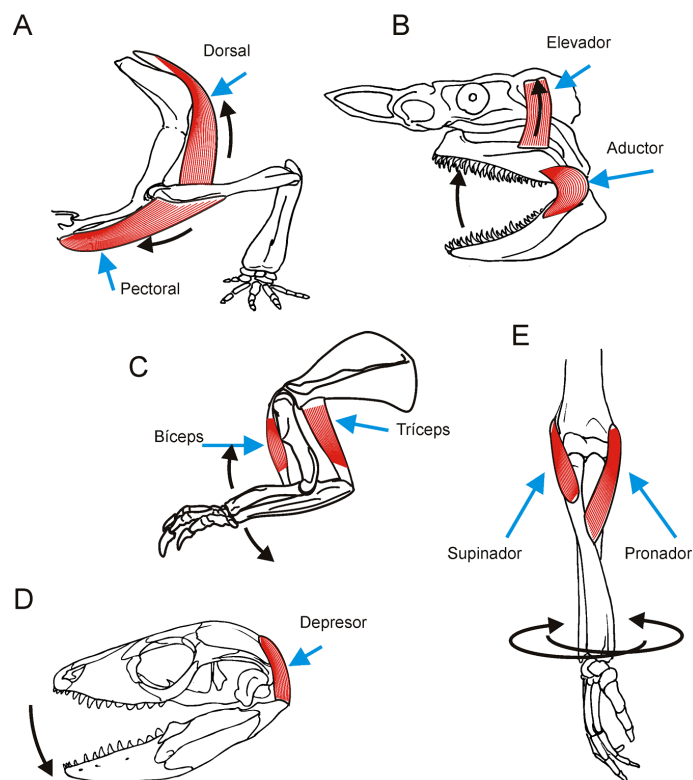 A
Dorsal
Pectoral
B
Elevador
Aductor
C
Bíceps
Tríceps
D
Depresor
E
Supinador
Pronador